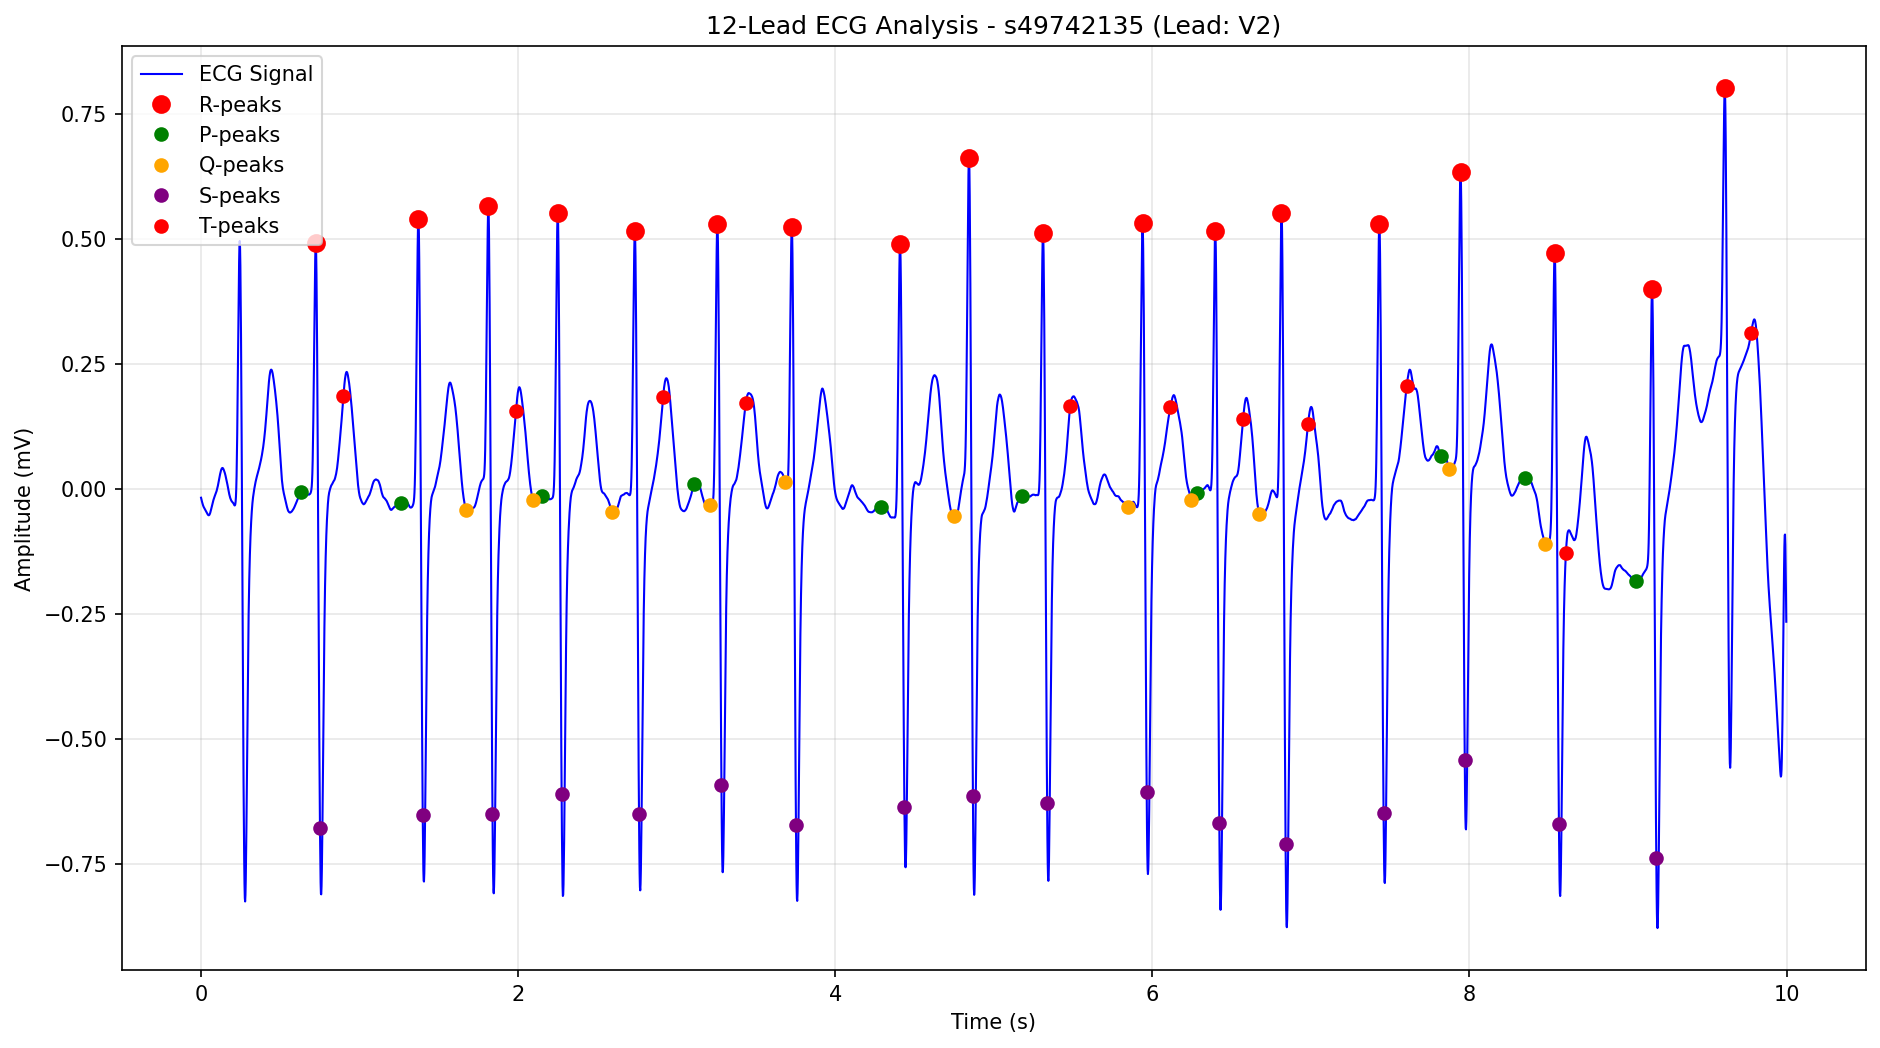 12-Lead ECG Analysis - s49742135 (Lead: V2)
ECG Signal
R-peaks
P-peaks
Q-peaks
S-peaks
T-peaks
0.75
0.50
0.25
0.00
−0.25
−0.50
−0.75
Amplitude (mV)
0 2 4 6 8 10
Time (s)